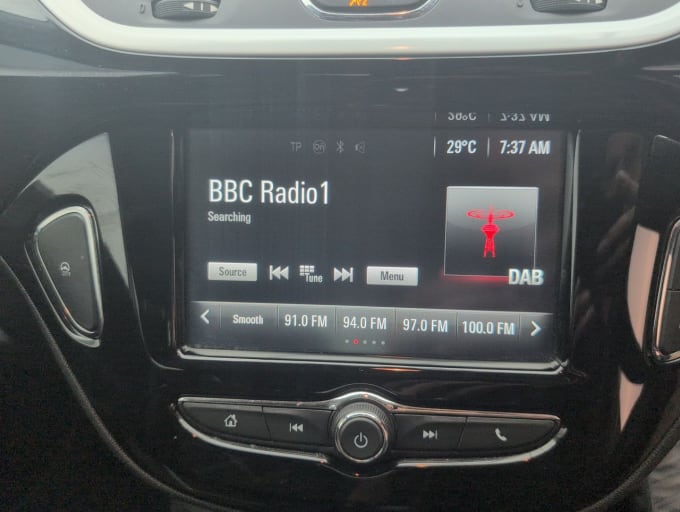 29°C 7:37 AM
TP
BBC Radio1
Searching
DAB
Source Tune Menu
Smooth 91.0 FM 94.0 FM 97.0 FM 100.0 FM